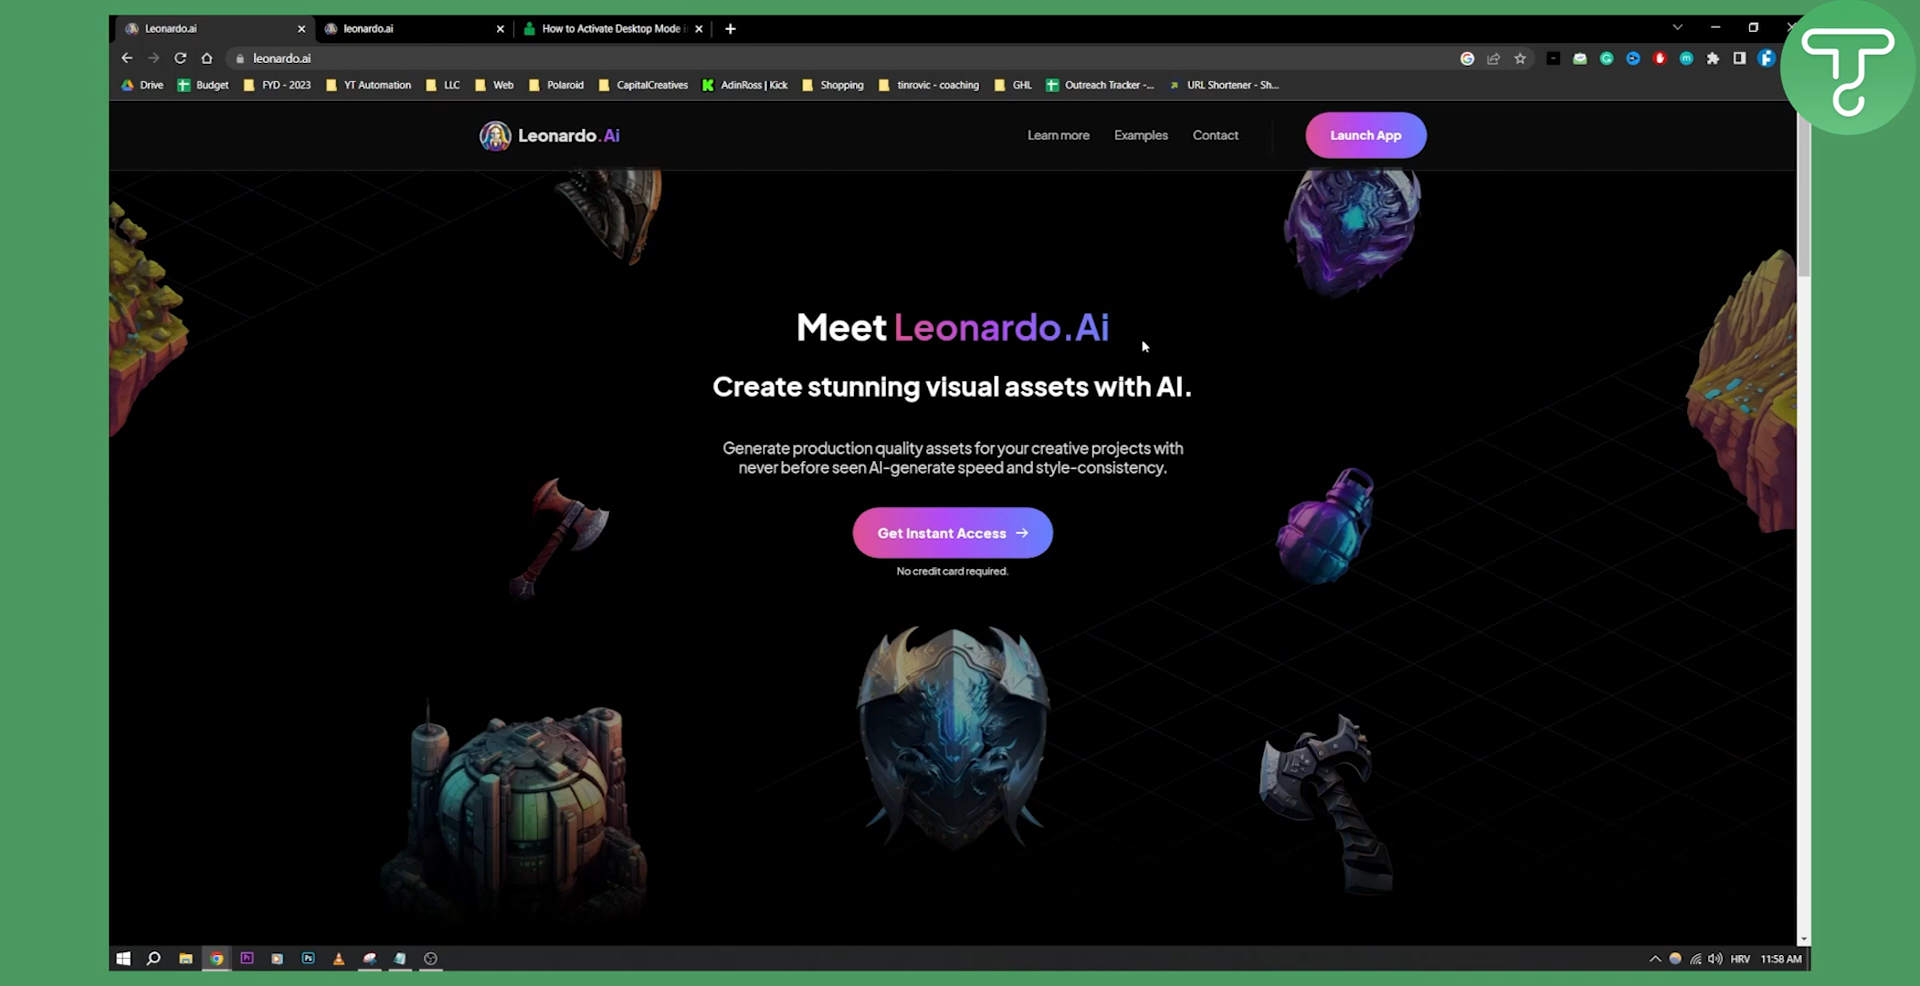 Leonardo.ai
leonardo.ai
How to Activate Desktop Mode
leonardo.ai
Drive
Budget
FYD - 2023
YT Automation
LLC
Web
Polaroid
CapitalCreatives
AdinRoss | Kick
Shopping
tinrovic - coaching
GHL
Outreach Tracker -...
URL Shortener - Sh...
Leonardo.Ai
Learn more
Examples
Contact
Launch App
Meet Leonardo.Ai
Create stunning visual assets with AI.
Generate production quality assets for your creative projects with
never before seen AI-generate speed and style-consistency.
Get Instant Access →
No credit card required.
Pr
Ps
HRV
11:58 AM